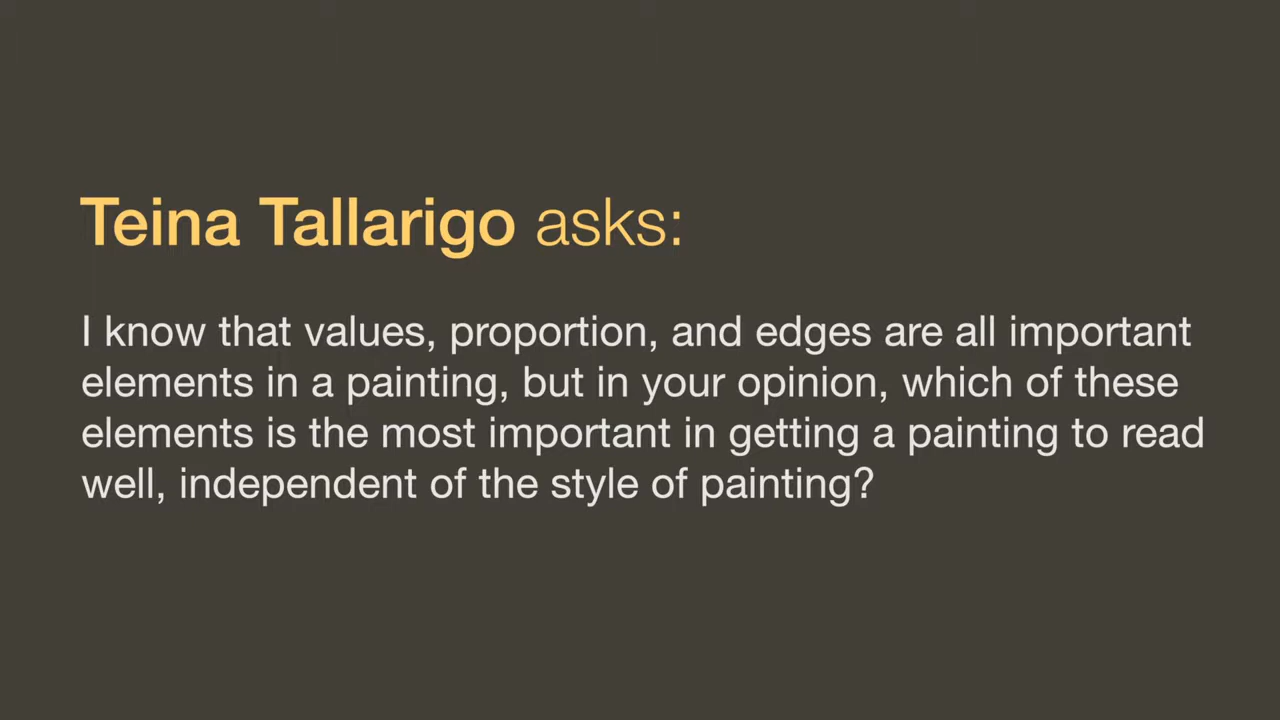 Teina Tallarigo asks:
I know that values, proportion, and edges are all important
elements in a painting, but in your opinion, which of these
elements is the most important in getting a painting to read
well, independent of the style of painting?